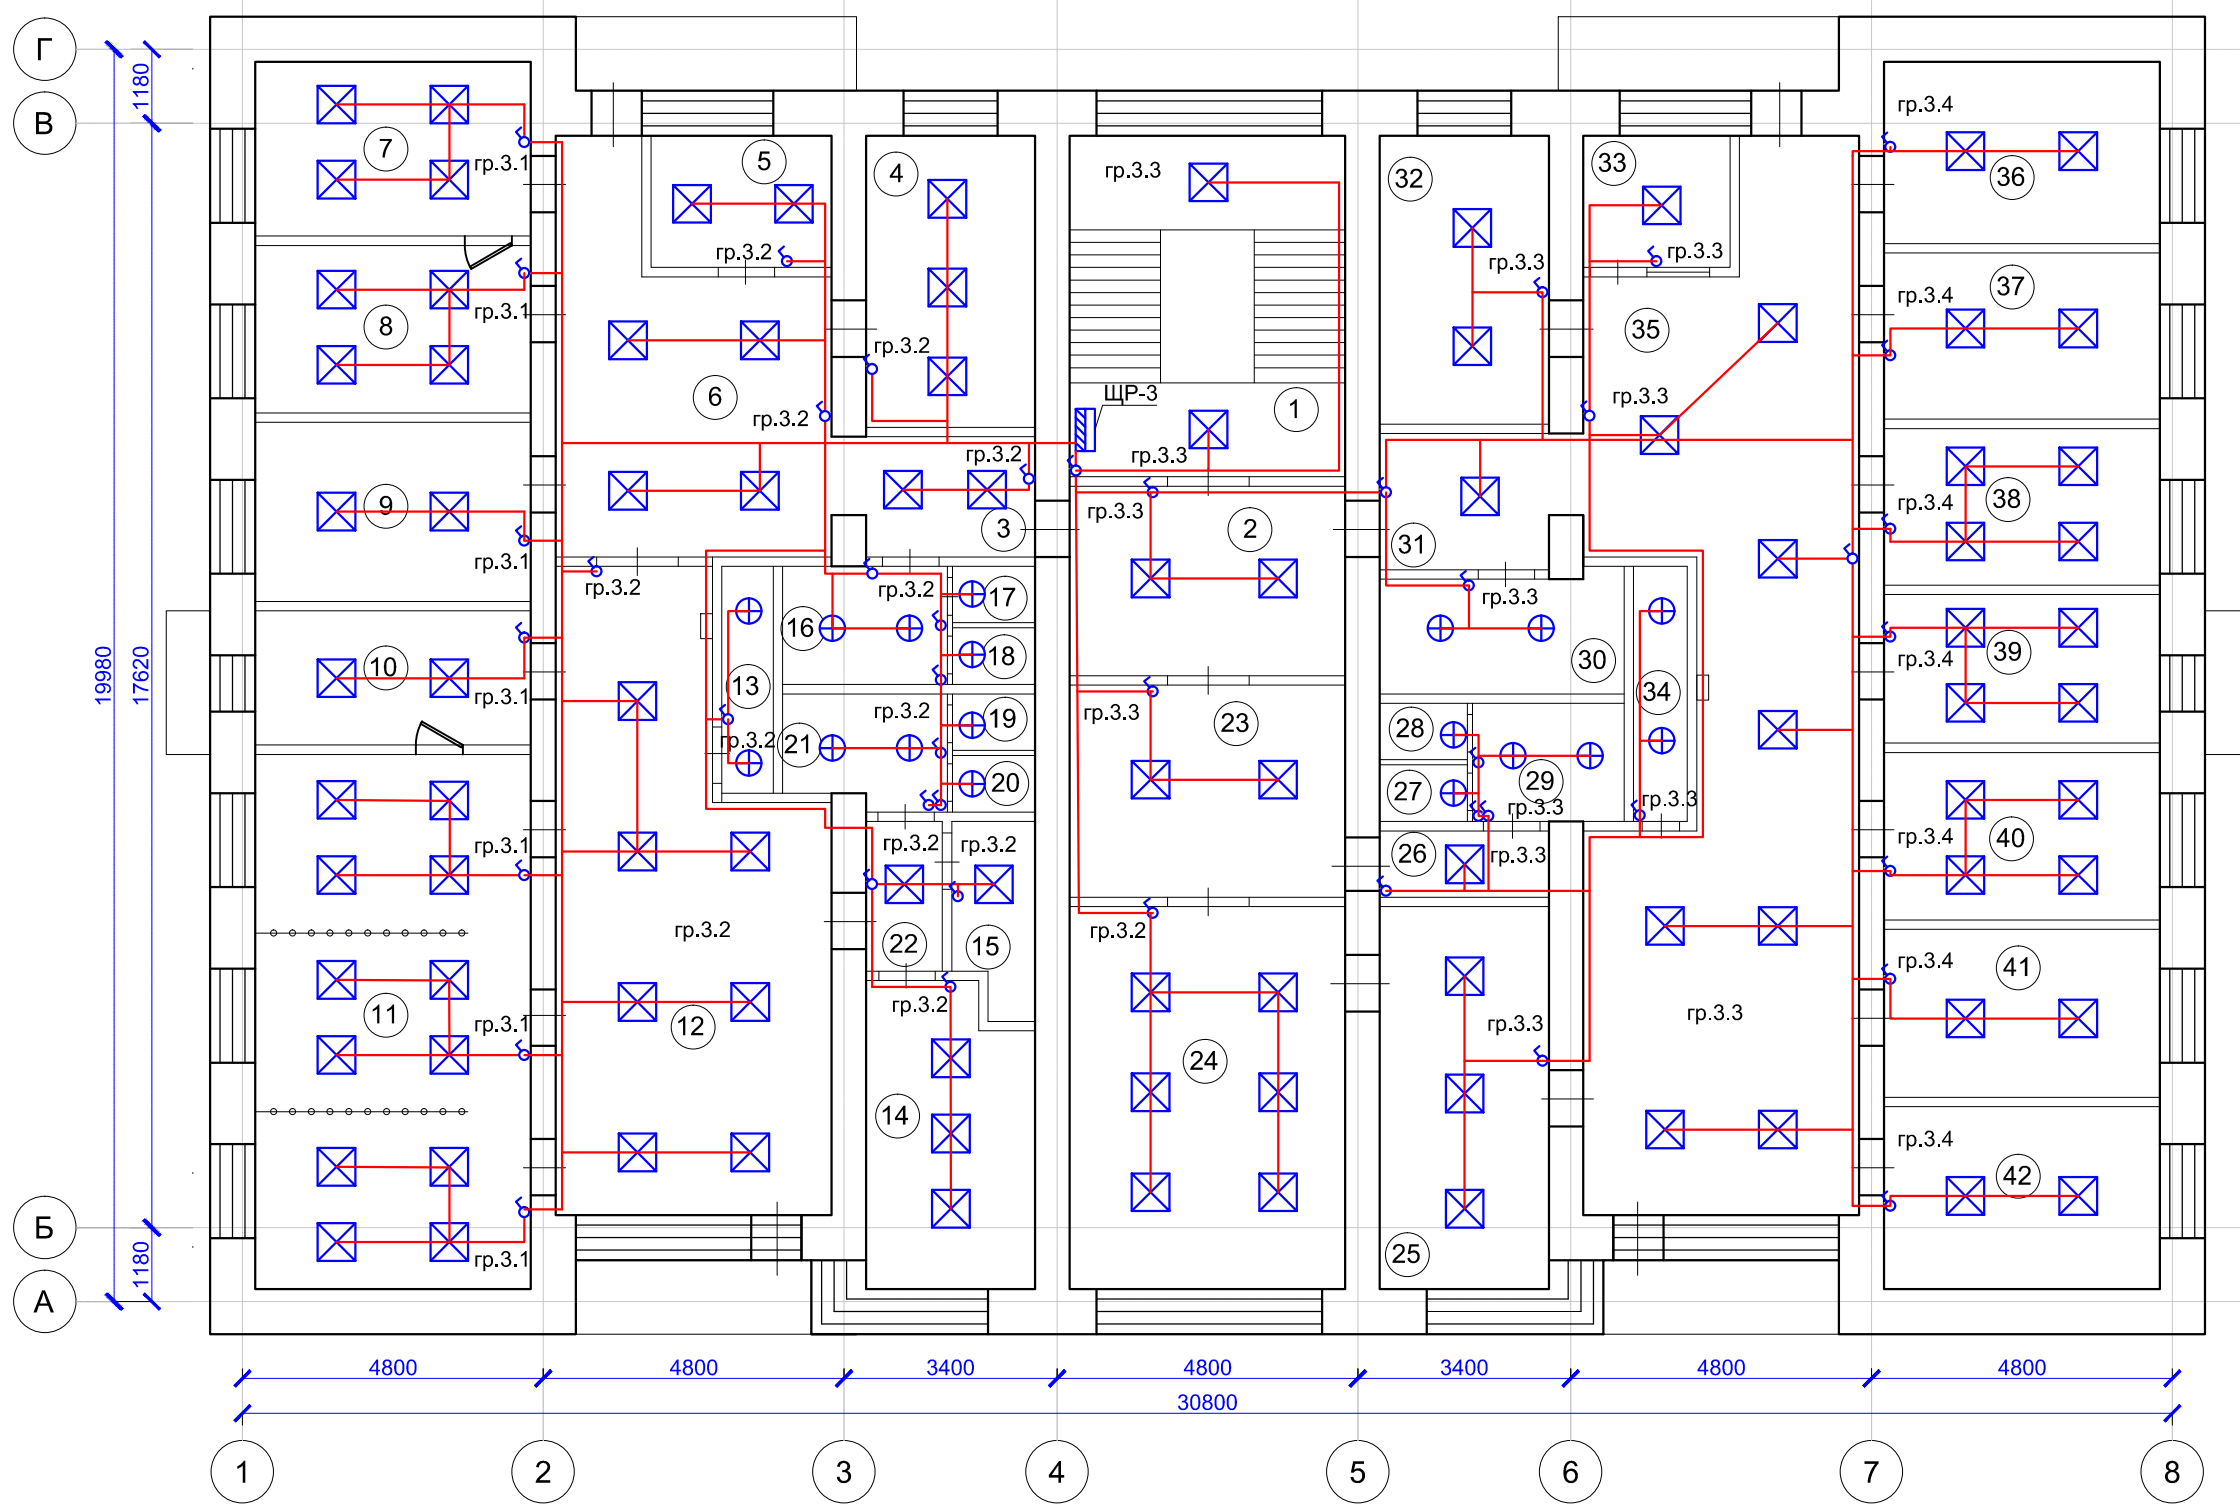 Г
В
Б
А
1180
19980
17620
1180
7
гр.3.1
8
гр.3.1
9
гр.3.1
10
гр.3.1
гр.3.1
11
гр.3.1
гр.3.1
5
гр.3.2
6
гр.3.2
4
гр.3.2
гр.3.2
3
гр.3.2
гр.3.2
16
17
18
13
гр.3.2
19
гр.3.2
21
20
гр.3.2
гр.3.2
гр.3.2
22
15
гр.3.2
12
14
гр.3.3
ЩР-3
1
гр.3.3
гр.3.3
2
гр.3.3
23
гр.3.2
24
32
гр.3.3
33
гр.3.3
35
гр.3.3
31
гр.3.3
30
34
28
29
27
гр.3.3
гр.3.3
26
гр.3.3
гр.3.3
гр.3.3
25
гр.3.4
36
37
гр.3.4
38
гр.3.4
39
гр.3.4
гр.3.4
40
гр.3.4
41
гр.3.4
42
4800
4800
3400
4800
3400
4800
4800
30800
1
2
3
4
5
6
7
8